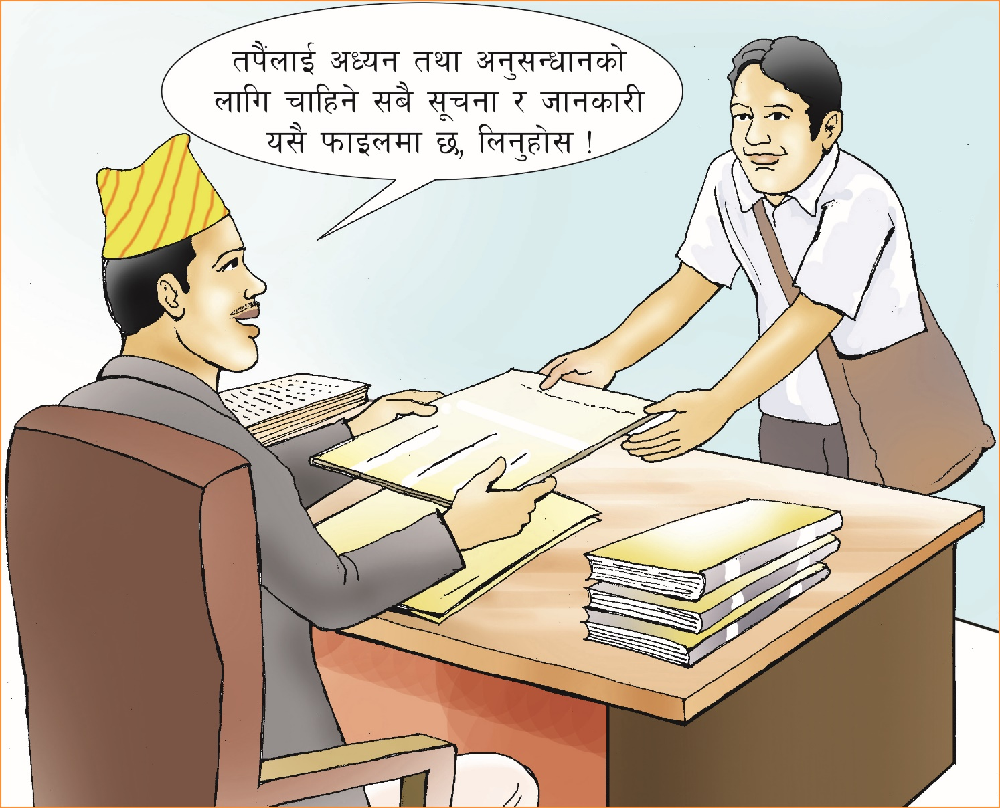 तपैंलाई अध्यन तथा अनुसन्धानको
लागि चाहिने सबै सूचना र जानकारी
यसै फाइलमा छ, लिनुहोस !